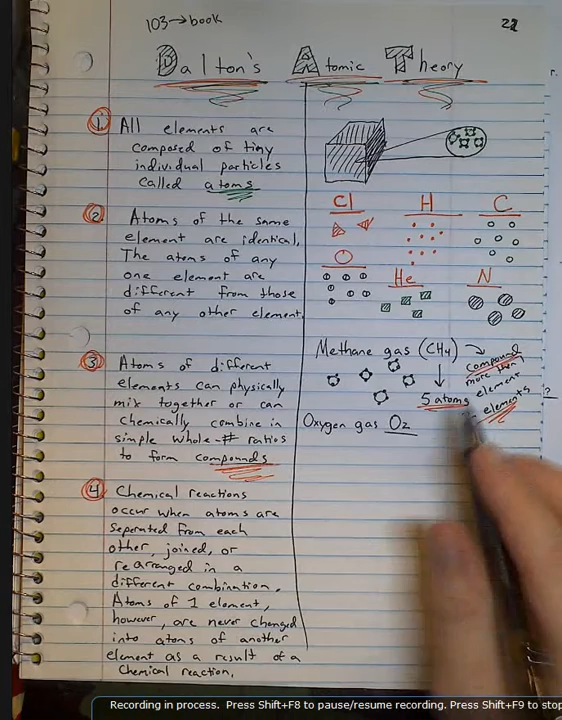 103→book
Dalton's Atomic Theory
1 All elements are
composed of tiny
individual particles
called atoms
2 Atoms of the same
element are identical.
The atoms of any
one element are
different from those
of any other element.
3 Atoms of different
elements can physically
mix together or can
chemically combine in
simple whole-# ratios
to form compounds
4 Chemical reactions
occur when atoms are
seperated from each
other, joined, or
rearranged in a
different combination.
Atoms of 1 element,
however, are never changed
into atoms of another
element as a result of a
Chemical reaction.
Cl H C
O He N
Methane gas (CH4) →
compound
more than 1
element
5 atoms
elements
Oxygen gas O2
Recording in process. Press Shift+F8 to pause/resume recording. Press Shift+F9 to stop